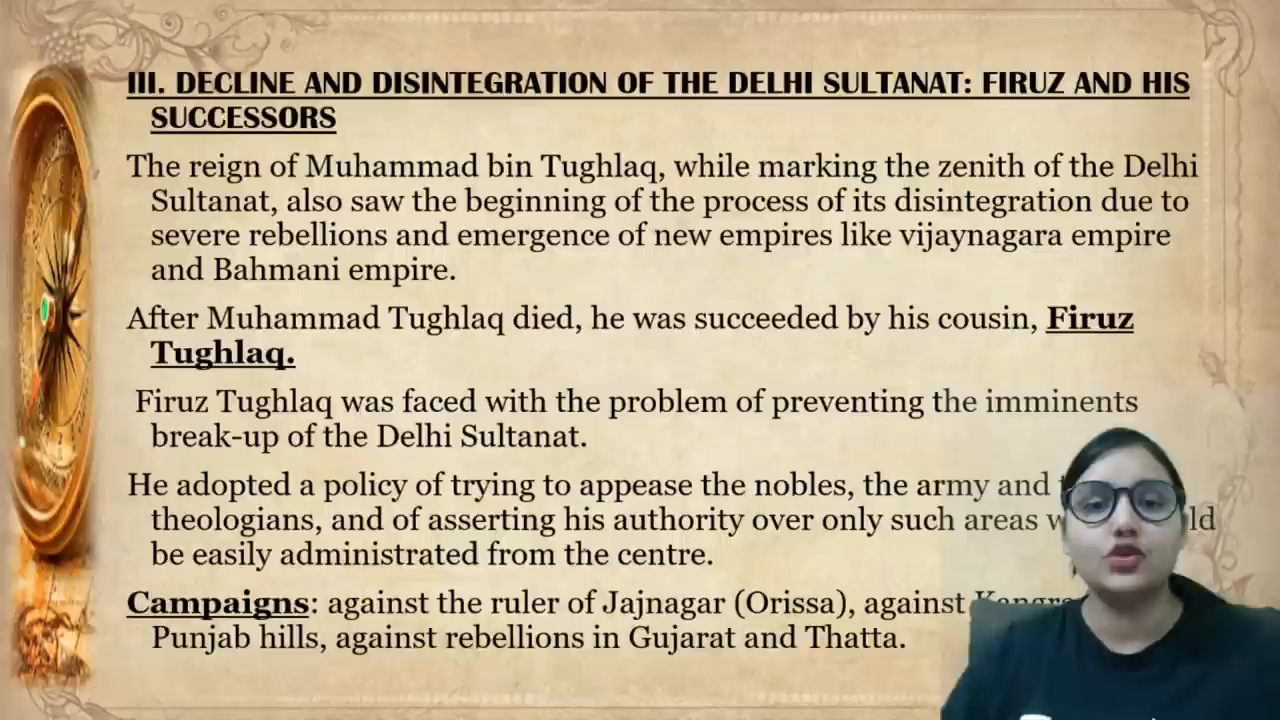 III. DECLINE AND DISINTEGRATION OF THE DELHI SULTANAT: FIRUZ AND HIS
SUCCESSORS
The reign of Muhammad bin Tughlaq, while marking the zenith of the Delhi
Sultanat, also saw the beginning of the process of its disintegration due to
severe rebellions and emergence of new empires like vijaynagara empire
and Bahmani empire.
After Muhammad Tughlaq died, he was succeeded by his cousin, Firuz
Tughlaq.
Firuz Tughlaq was faced with the problem of preventing the imminents
break-up of the Delhi Sultanat.
He adopted a policy of trying to appease the nobles, the army and
theologians, and of asserting his authority over only such areas
be easily administrated from the centre.
Campaigns: against the ruler of Jajnagar (Orissa), against
Punjab hills, against rebellions in Gujarat and Thatta.